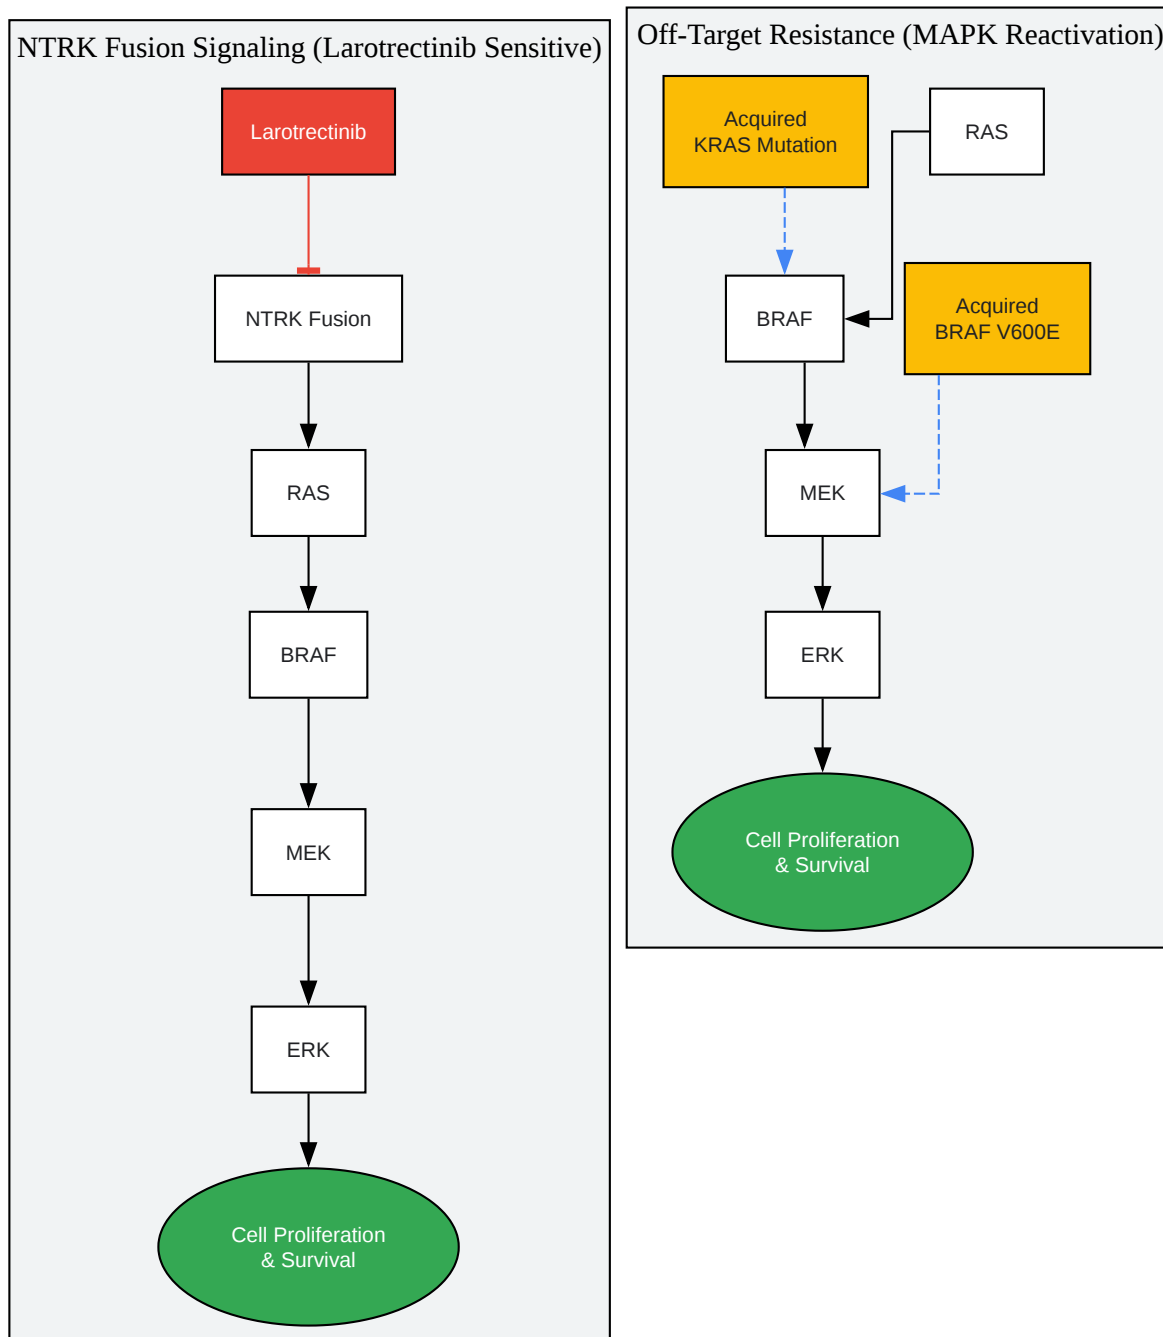 NTRK Fusion Signaling (Larotrectinib Sensitive)
Larotrectinib
NTRK Fusion
RAS
BRAF
MEK
ERK
Cell Proliferation
& Survival
Off-Target Resistance (MAPK Reactivation)
Acquired
KRAS Mutation
RAS
BRAF
Acquired
BRAF V600E
MEK
ERK
Cell Proliferation
& Survival